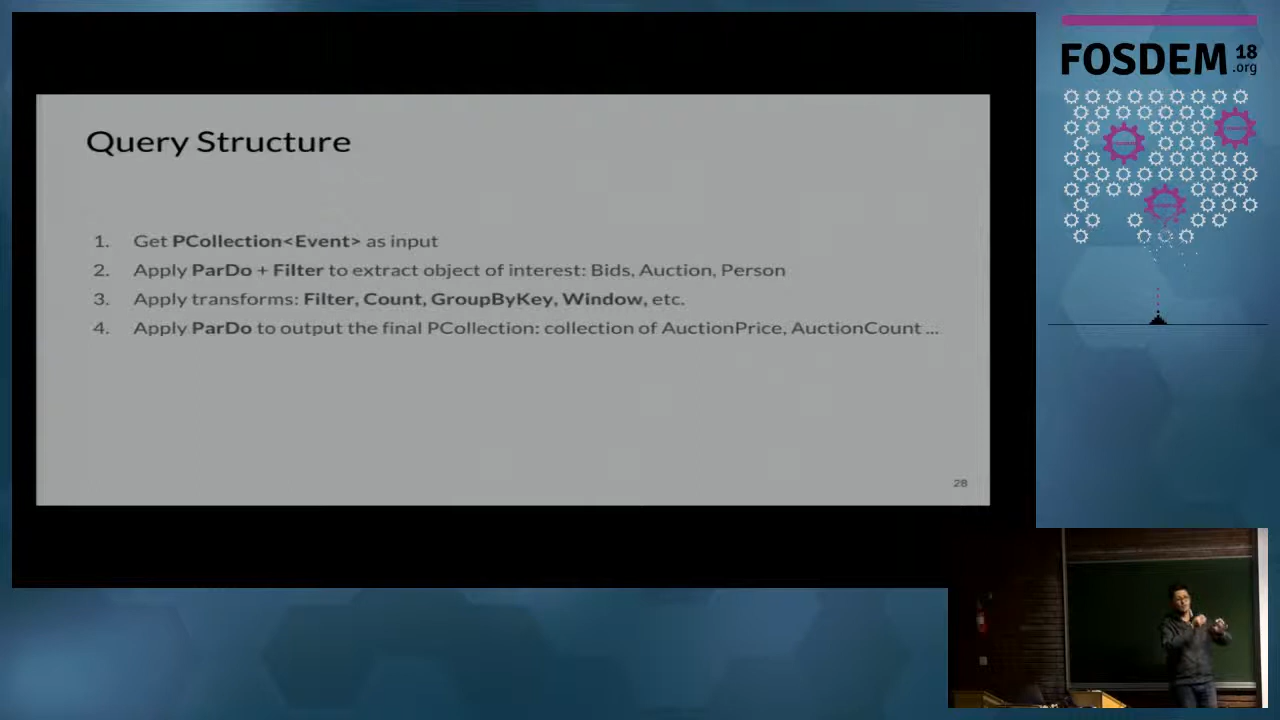 FOSDEM 18
.org
Query Structure
1. Get PCollection<Event> as input
2. Apply ParDo + Filter to extract object of interest: Bids, Auction, Person
3. Apply transforms: Filter, Count, GroupByKey, Window, etc.
4. Apply ParDo to output the final PCollection: collection of AuctionPrice, AuctionCount ...
28